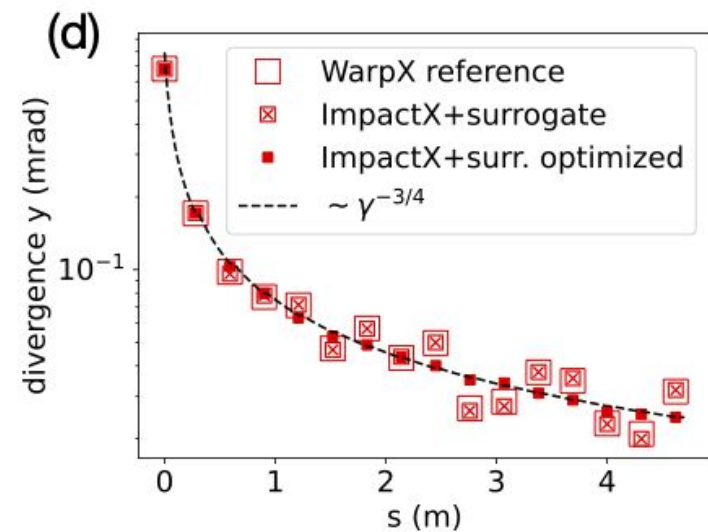 (d)
WarpX reference
ImpactX+surrogate
ImpactX+surr. optimized
~ γ⁻³/⁴
divergence y (mrad)
10⁻¹
0 1 2 3 4
s (m)